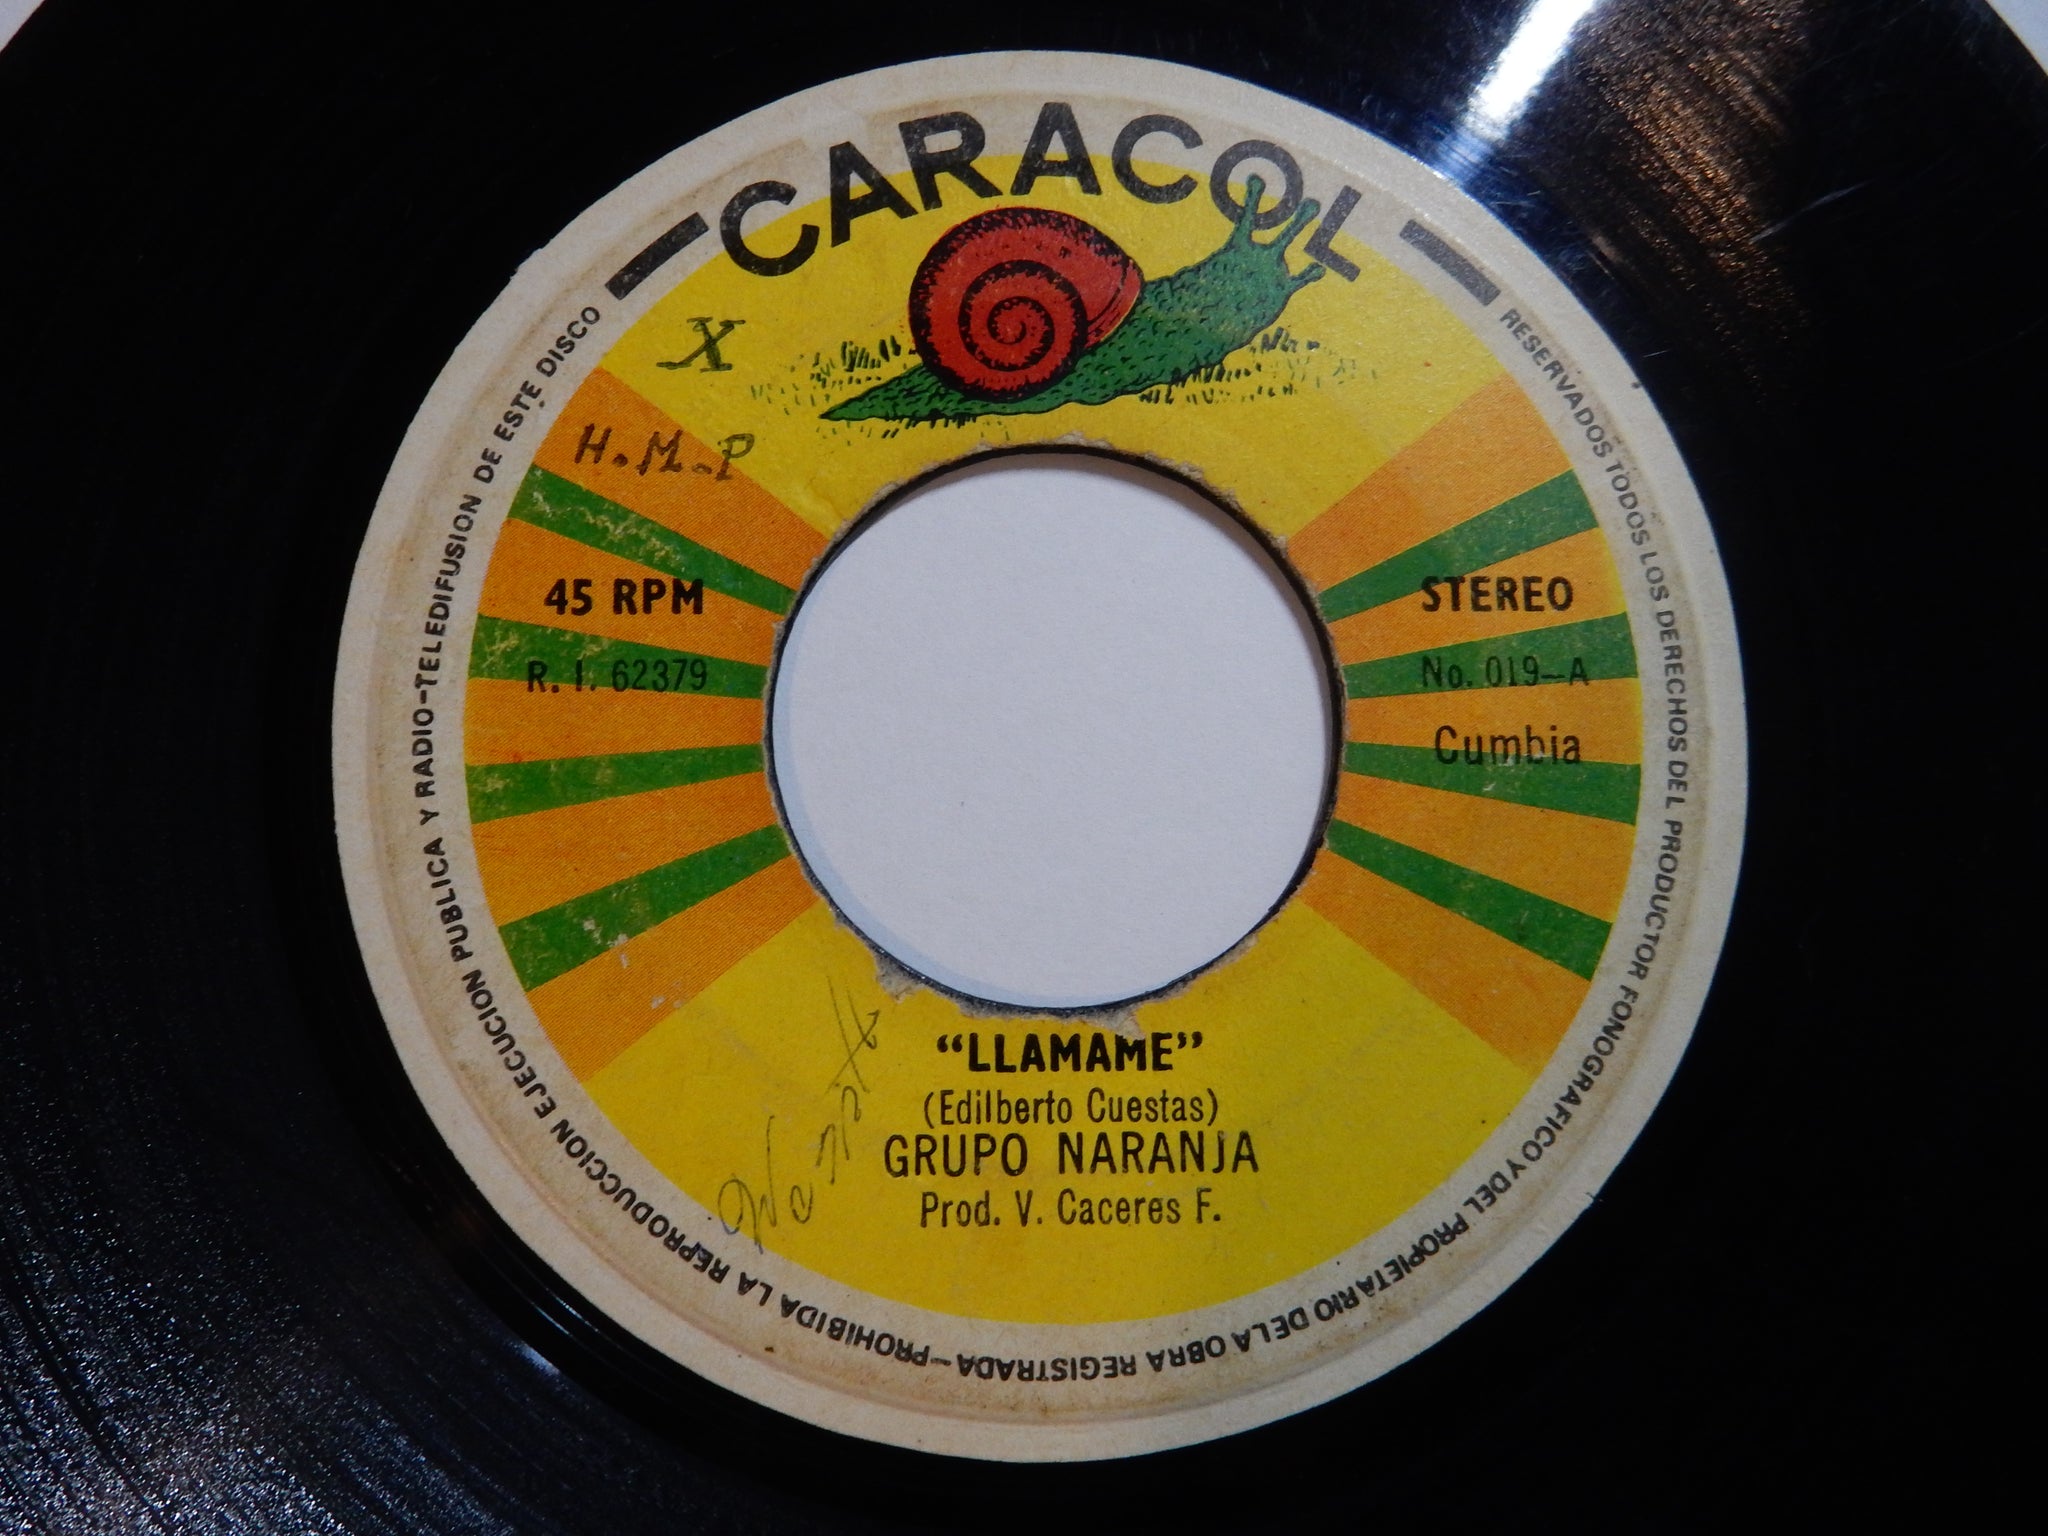 CARACOL
X
H.M.P
45 RPM
STEREO
R. I. 62379
No. 019-A
Cumbia
"LLAMAME"
(Edilberto Cuestas)
GRUPO NARANJA
Prod. V. Caceres F.
RESERVADOS TODOS LOS DERECHOS DEL PRODUCTOR FONOGRAFICO Y DEL PROPIETARIO DE LA OBRA REGISTRADA-PROHIBIDA LA REPRODUCCION EJECUCION PUBLICA Y RADIO-TELEDIFUSION DE ESTE DISCO